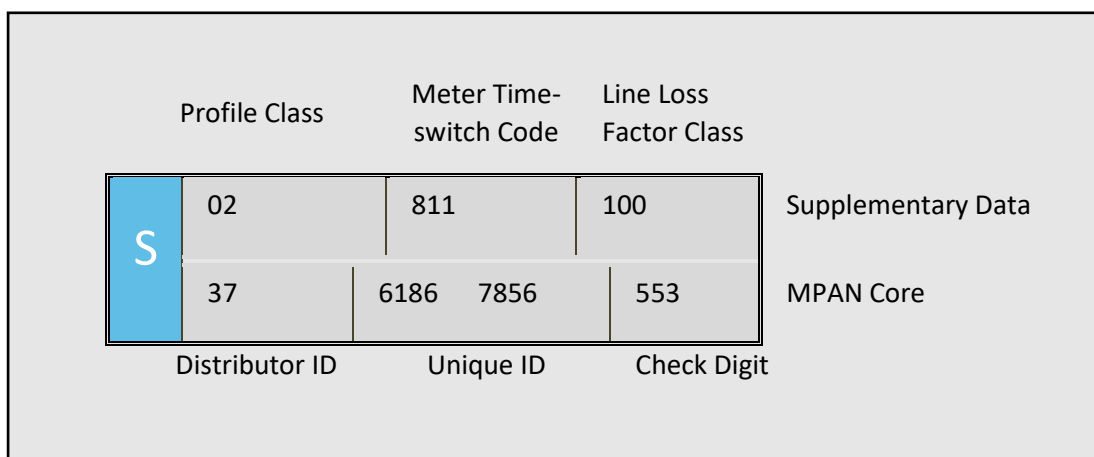 Profile Class
Meter Time-
switch Code
Line Loss
Factor Class
S
02 811 100 Supplementary Data
37 6186 7856 553 MPAN Core
Distributor ID Unique ID Check Digit